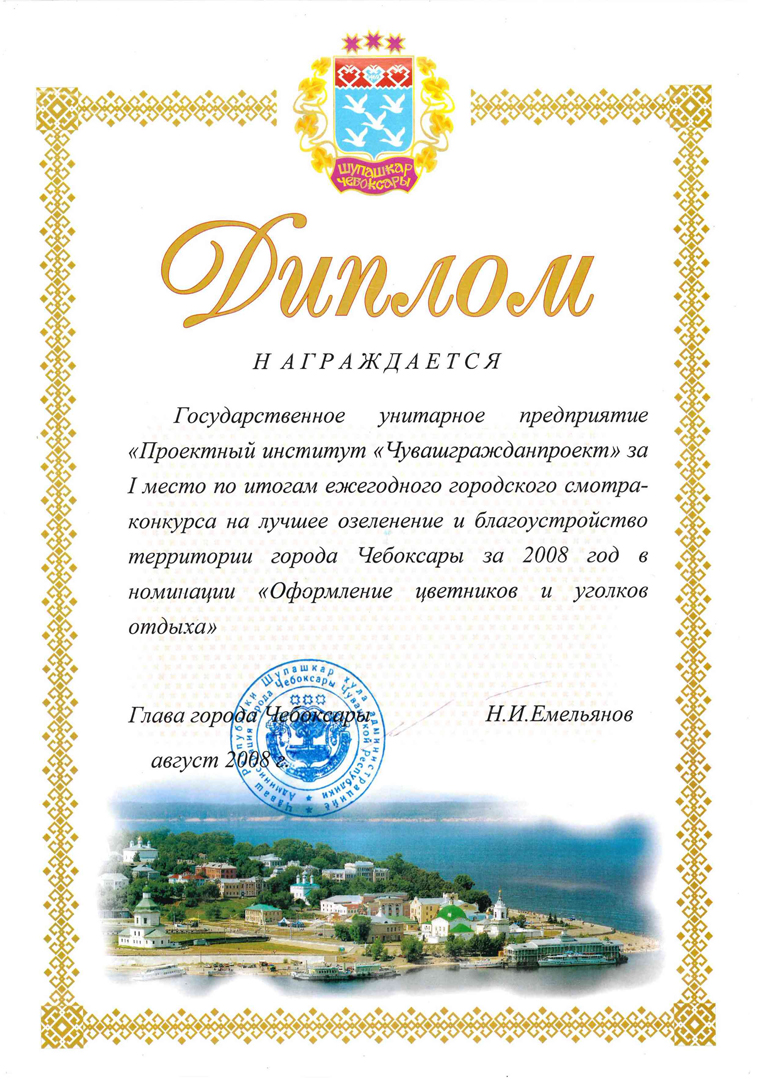 ШУПАШКАР
ЧЕБОКСАРЫ
Диплом
НАГРАЖДАЕТСЯ
Государственное унитарное предприятие
«Проектный институт «Чувашгражданпроект» за
I место по итогам ежегодного городского смотра-
конкурса на лучшее озеленение и благоустройство
территории города Чебоксары за 2008 год в
номинации «Оформление цветников и уголков
отдыха»
Глава города Чебоксары
Н.И.Емельянов
август 2008 г.
Чӑваш Республики Шупашкар хула администрацийӗ
Администрация города Чебоксары Чувашской Республики